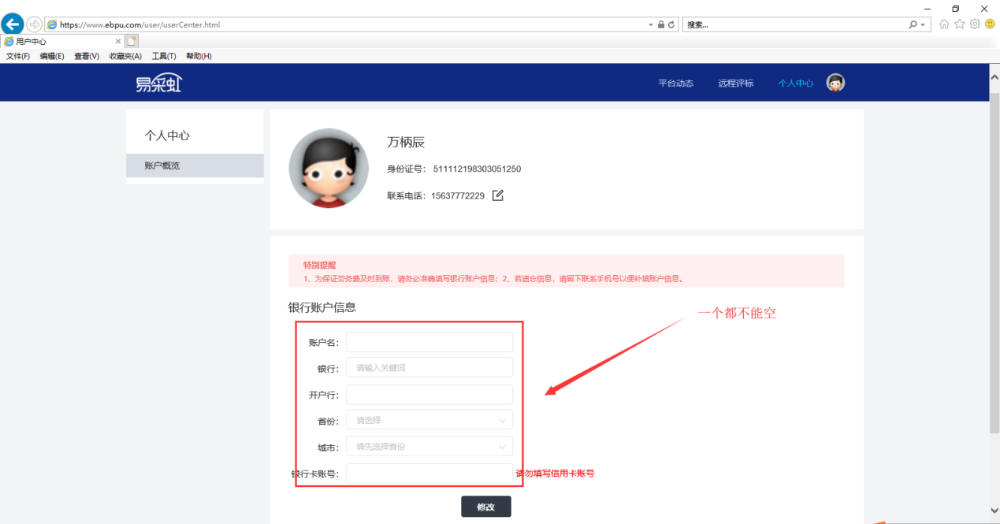 https://www.ebpu.com/user/userCenter.html
搜索...
用户中心
文件(F) 编辑(E) 查看(V) 收藏夹(A) 工具(T) 帮助(H)
易采虹
平台动态 远程评标 个人中心
个人中心
账户概览
万柄辰
身份证号： 511112198303051250
联系电话：15637772229
特别提醒
1、为保证劳务费及时到账，请务必准确填写银行账户信息；2、若遗忘信息，请留下联系手机号以便补填账户信息。
银行账户信息
一个都不能空
账户名：
银行： 请输入关键词
开户行：
省份： 请选择
城市： 请先选择省份
银行卡账号： 请勿填写信用卡账号
修改